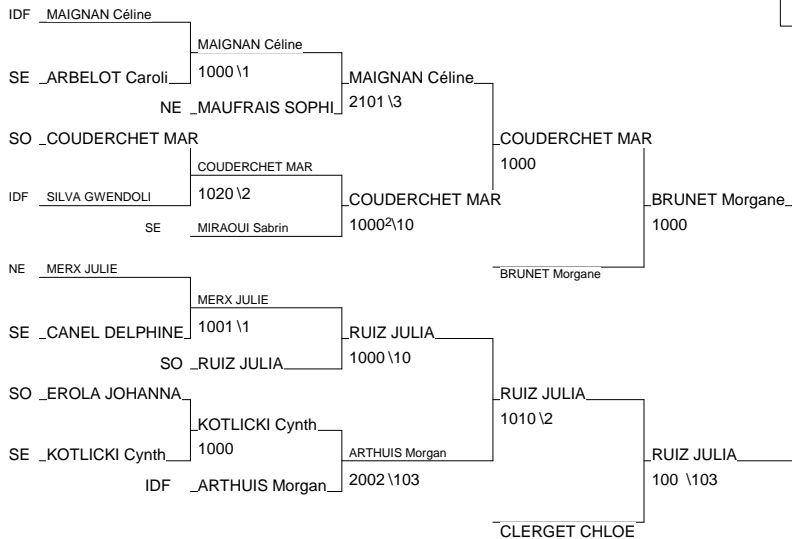 IDF MAIGNAN Céline
MAIGNAN Céline
1000 \1
SE ARBELOT Caroli
MAIGNAN Céline
2101 \3
NE MAUFRAIS SOPHI
SO COUDERCHET MAR
COUDERCHET MAR
1000
COUDERCHET MAR
1020 \2
IDF SILVA GWENDOLI
COUDERCHET MAR
1000²\10
BRUNET Morgane
1000
SE MIRAOUI Sabrin
NE MERX JULIE
BRUNET Morgane
MERX JULIE
1001 \1
SE CANEL DELPHINE
RUIZ JULIA
1000 \10
SO RUIZ JULIA
SO EROLA JOHANNA
RUIZ JULIA
1010 \2
KOTLICKI Cynth
1000
SE KOTLICKI Cynth
ARTHUIS Morgan
2002 \103
RUIZ JULIA
100 \103
IDF ARTHUIS Morgan
CLERGET CHLOE